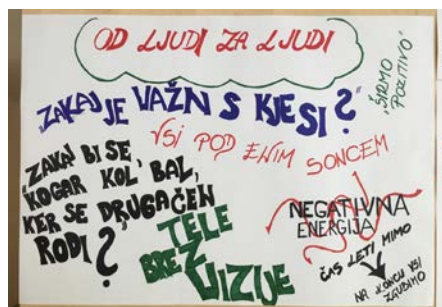 OD LJUDI ZA LJUDI
"ŠIRMO
POZITIVO"
"ZAKAJ JE VAŽN S KJE SI?"
VSI POD ENIM SONCEM
"ZAKAJ BI SE
KOGAR KOL' BAL,
KER SE DRUGAČEN
RODI?
TELE
BREZ
VIZIJE
NEGATIVNA
ENERGIJA
ČAS LETI MIMO
NA KONCU VSI
ZGUBIMO